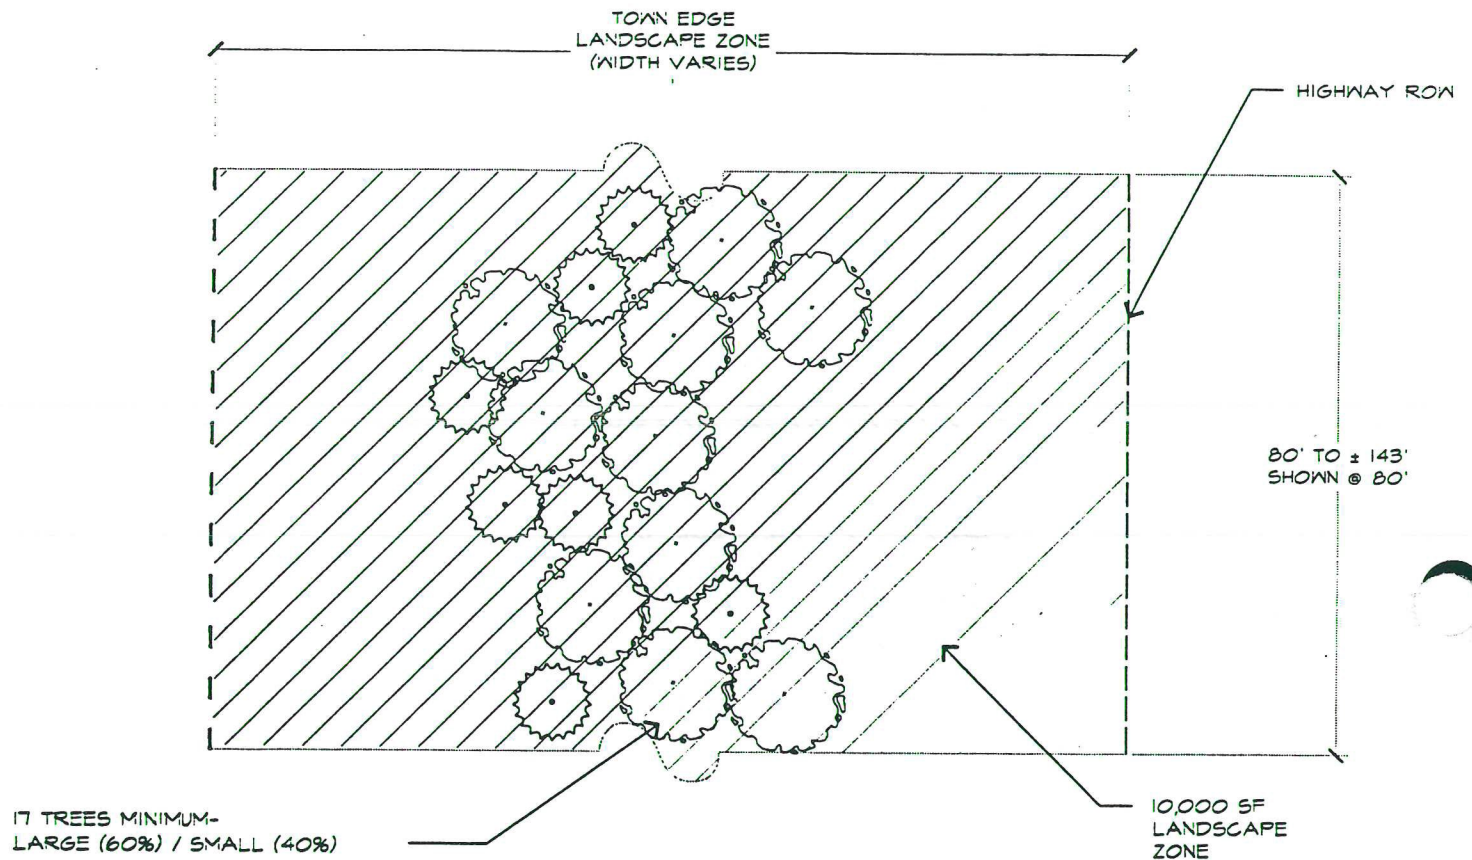 TOWN EDGE
LANDSCAPE ZONE
(WIDTH VARIES)
HIGHWAY ROW
80' TO ± 143'
SHOWN @ 80'
17 TREES MINIMUM-
LARGE (60%) / SMALL (40%)
10,000 SF
LANDSCAPE
ZONE